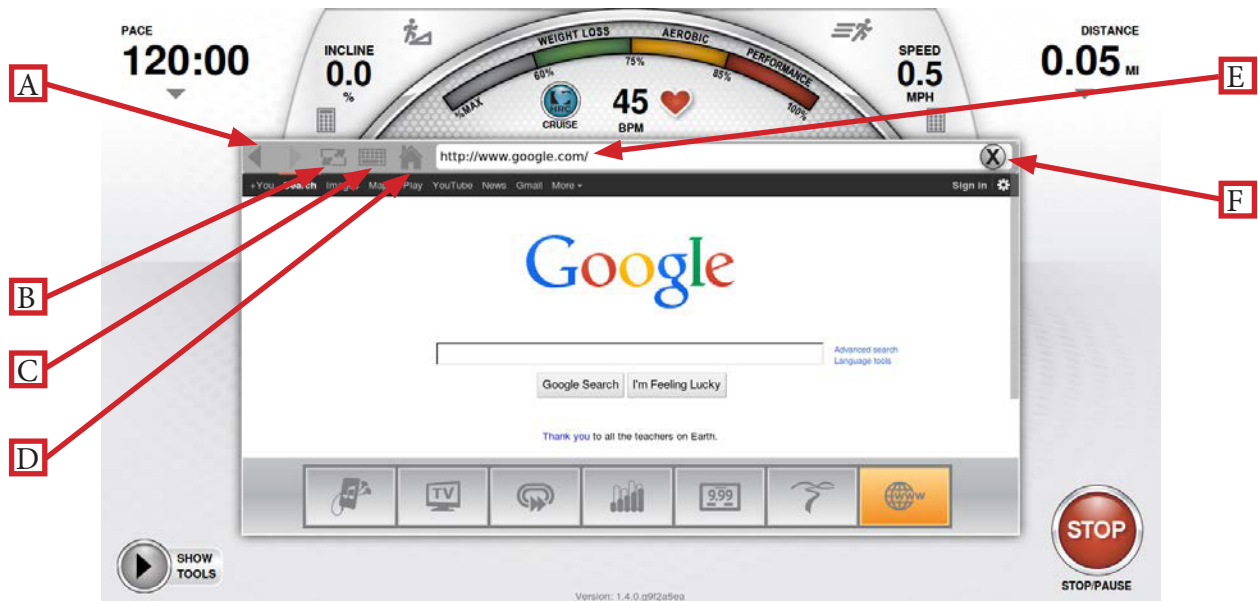 PACE
120:00
INCLINE
0.0
%
WEIGHT LOSS
AEROBIC
PERFORMANCE
%MAX
60%
75%
85%
100%
HRC
CRUISE
45
BPM
SPEED
0.5
MPH
DISTANCE
0.05 MI
A
E
http://www.google.com/
X
+You Search Images Maps Play YouTube News Gmail More
Sign in
F
Google
B
Advanced search
Language tools
C
Google Search I'm Feeling Lucky
Thank you to all the teachers on Earth.
D
TV
9.99
www
STOP
SHOW
TOOLS
STOP/PAUSE
Version: 1.4.0.g9f2a5ea